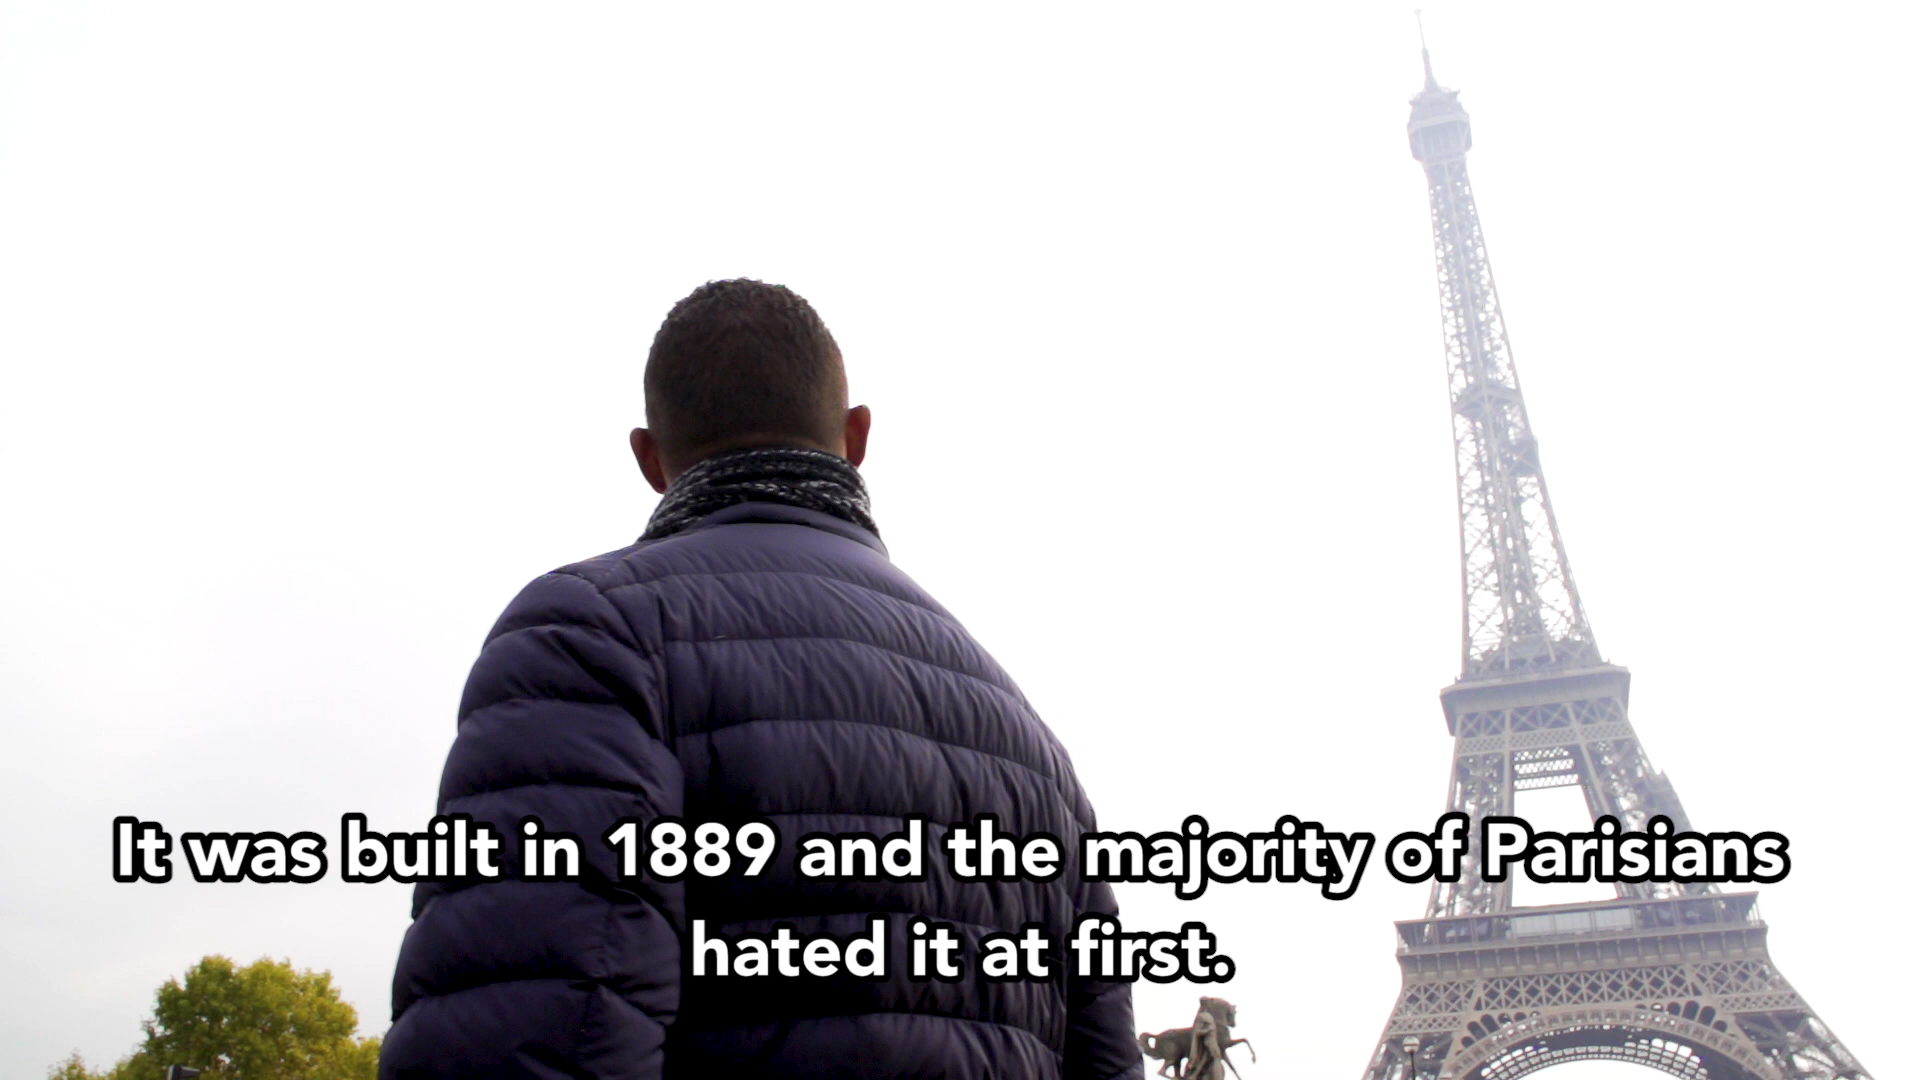 It was built in 1889 and the majority of Parisians
hated it at first.